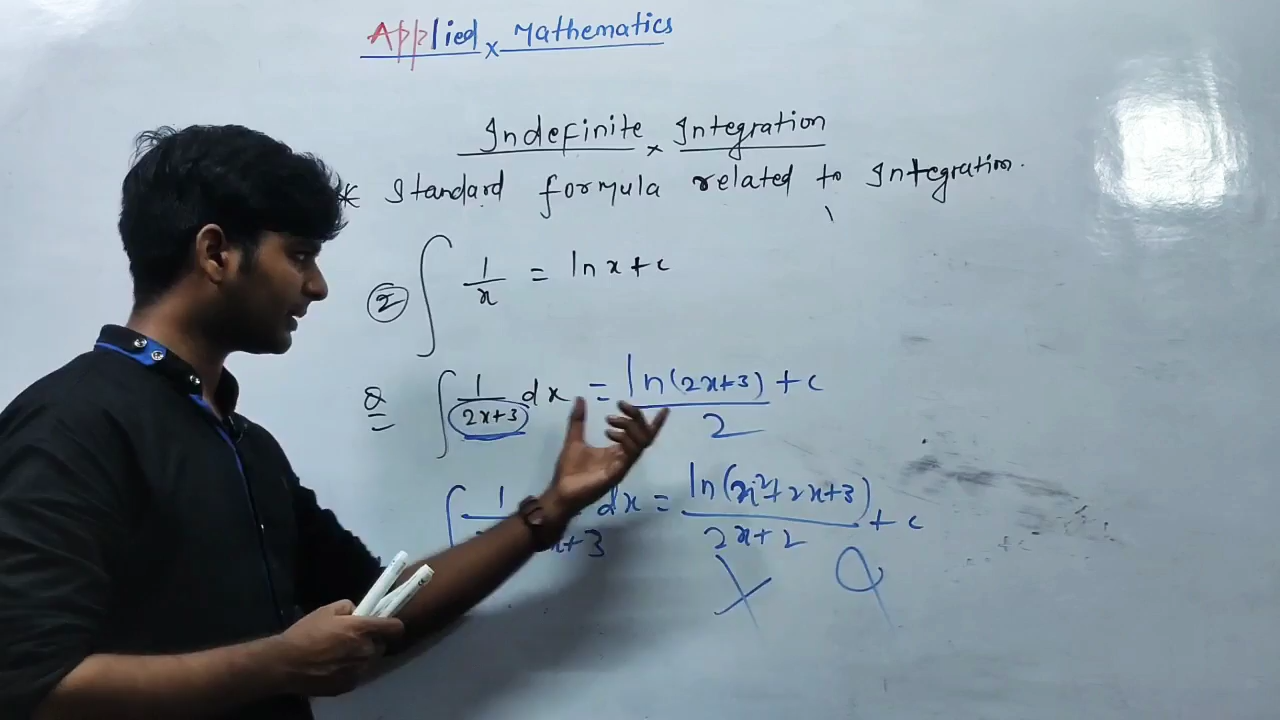 Applied x Mathematics
Indefinite x Integration
* Standard formula related to Integration.
② ∫ 1/x = ln x + c
Q ∫ 1/(2x+3) dx = ln(2x+3)/2 + c
∫ 1/ x+3 dx = ln(x²+2x+3)/(2x+2) + c
X